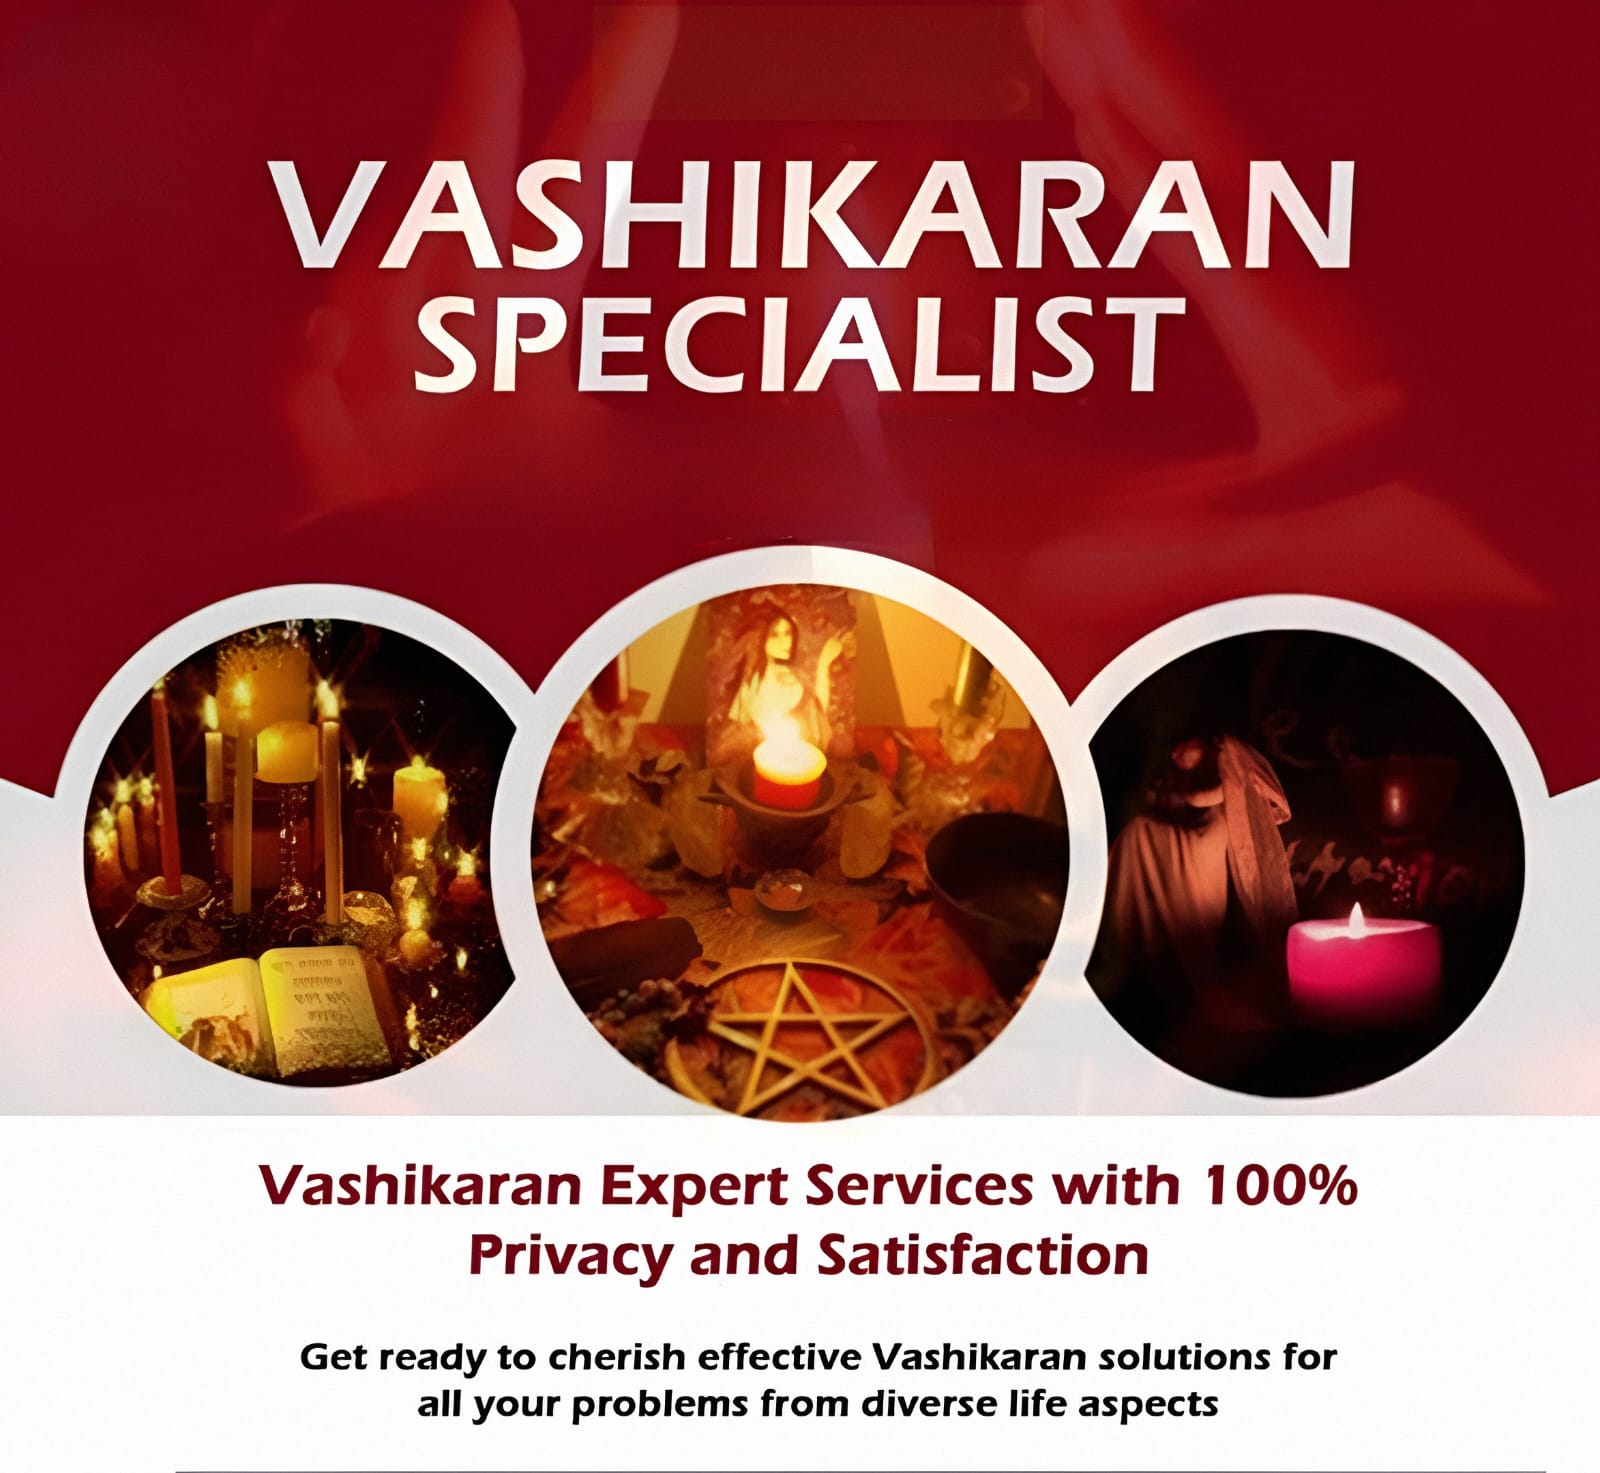 VASHIKARAN
SPECIALIST
Vashikaran Expert Services with 100%
Privacy and Satisfaction
Get ready to cherish effective Vashikaran solutions for
all your problems from diverse life aspects